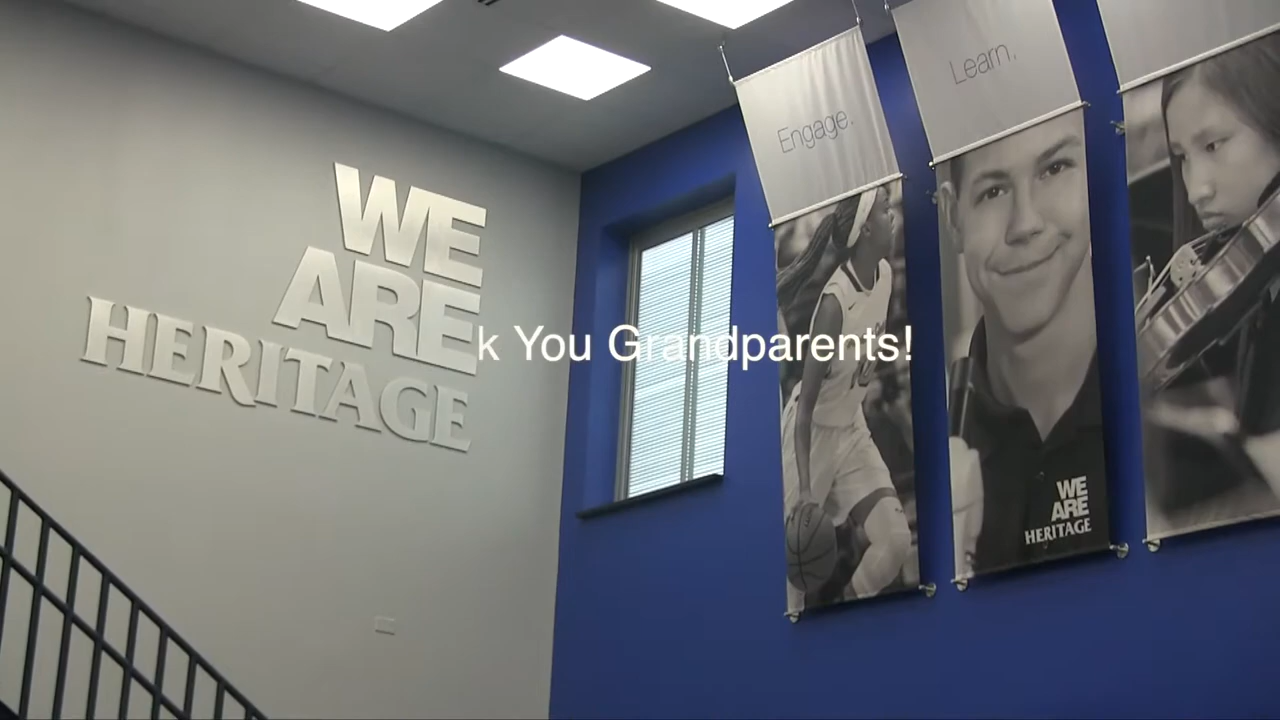 WE
ARE
HERITAGE
k You Grandparents!
Engage.
Learn.
WE
ARE
HERITAGE